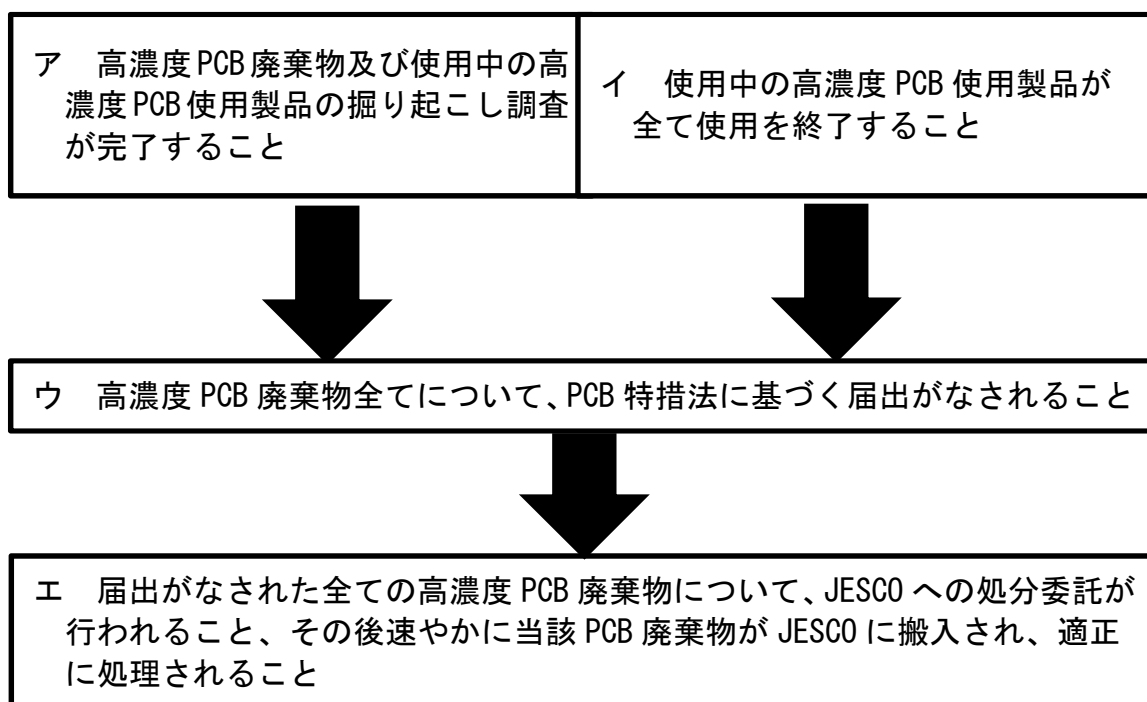 ア　高濃度PCB廃棄物及び使用中の高
濃度PCB使用製品の掘り起こし調査
が完了すること
イ　使用中の高濃度PCB使用製品が
全て使用を終了すること
ウ　高濃度PCB廃棄物全てについて、PCB特措法に基づく届出がなされること
エ　届出がなされた全ての高濃度PCB廃棄物について、JESCOへの処分委託が
行われること、その後速やかに当該PCB廃棄物がJESCOに搬入され、適正
に処理されること